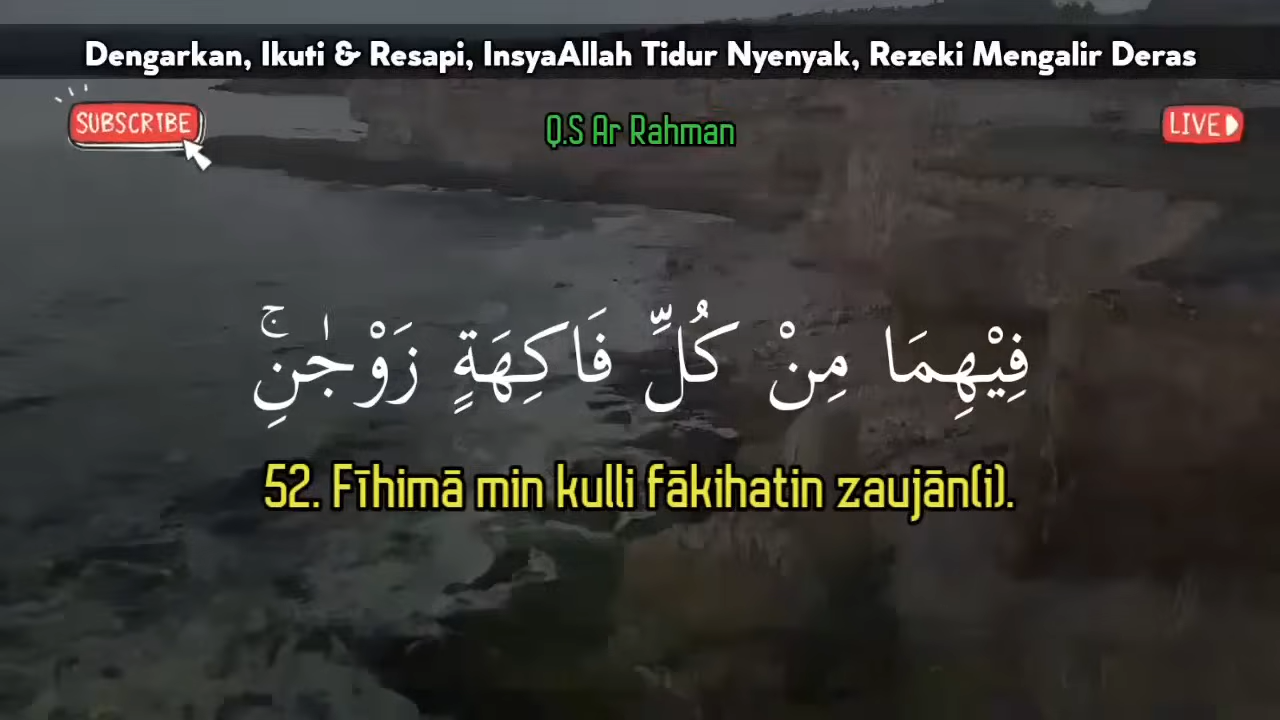 Dengarkan, Ikuti & Resapi, InsyaAllah Tidur Nyenyak, Rezeki Mengalir Deras
SUBSCRIBE
Q.S Ar Rahman
LIVE
فِيْهِمَا مِنْ كُلِّ فَاكِهَةٍ زَوْجٰنِۚ
52. Fīhimā min kulli fākihatin zaujān(i).